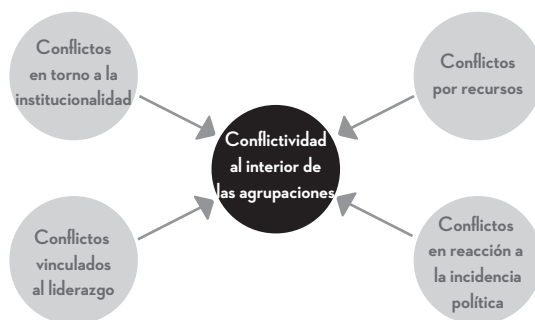 Conflictos
en torno a la
institucionalidad
Conflictos
por recursos
Conflictividad
al interior de
las agrupaciones
Conflictos
vinculados
al liderazgo
Conflictos
en reacción a
la incidencia
política